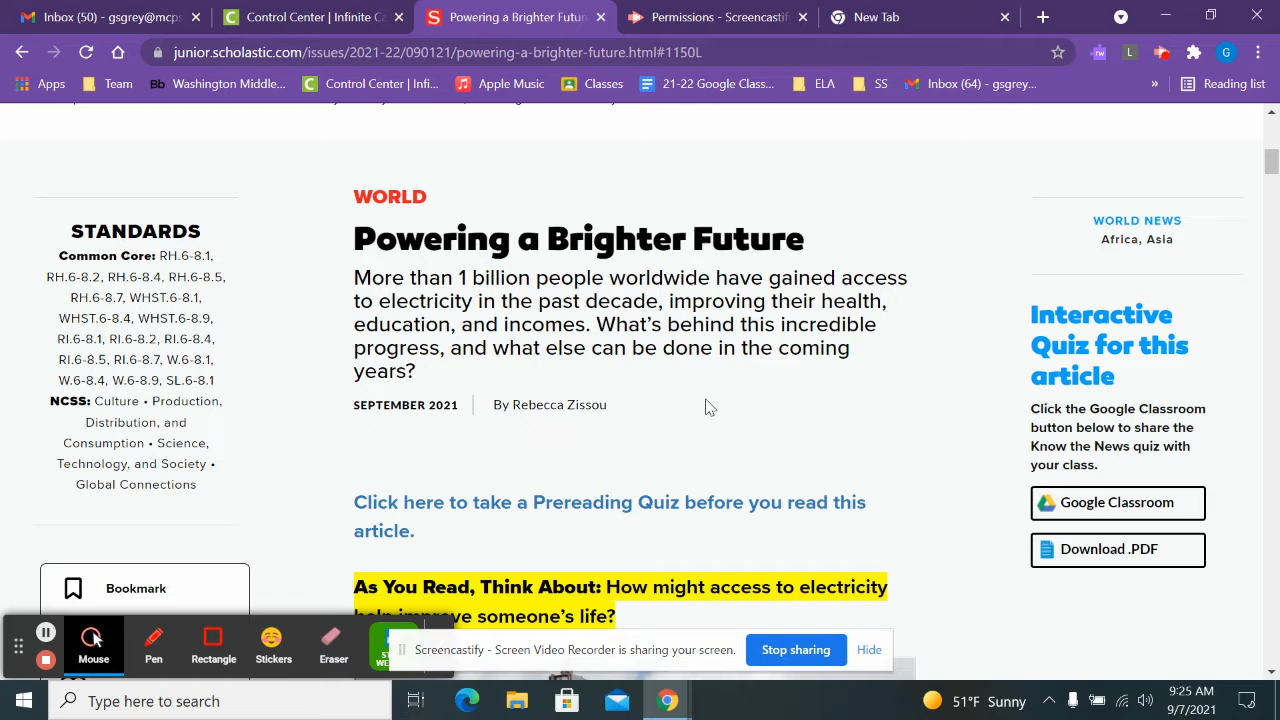 Inbox (50) - gsgrey@mcps
Control Center | Infinite Ca
Powering a Brighter Futur
Permissions - Screencastif
New Tab
junior.scholastic.com/issues/2021-22/090121/powering-a-brighter-future.html#1150L
rw
L
G
Apps
Team
Bb Washington Middle...
Control Center | Infi...
Apple Music
Classes
21-22 Google Class...
ELA
SS
Inbox (64) - gsgrey...
»
Reading list
STANDARDS
Common Core: RH.6-8.1,
RH.6-8.2, RH.6-8.4, RH.6-8.5,
RH.6-8.7, WHST.6-8.1,
WHST.6-8.4, WHST.6-8.9,
RI.6-8.1, RI.6-8.2, RI.6-8.4,
RI.6-8.5, RI.6-8.7, W.6-8.1,
W.6-8.4, W.6-8.9, SL.6-8.1
NCSS: Culture • Production,
Distribution, and
Consumption • Science,
Technology, and Society •
Global Connections
Bookmark
WORLD
Powering a Brighter Future
More than 1 billion people worldwide have gained access
to electricity in the past decade, improving their health,
education, and incomes. What's behind this incredible
progress, and what else can be done in the coming
years?
SEPTEMBER 2021 | By Rebecca Zissou
Click here to take a Prereading Quiz before you read this
article.
As You Read, Think About: How might access to electricity
help improve someone's life?
WORLD NEWS
Africa, Asia
Interactive
Quiz for this
article
Click the Google Classroom
button below to share the
Know the News quiz with
your class.
Google Classroom
Download .PDF
Mouse
Pen
Rectangle
Stickers
Eraser
Screencastify - Screen Video Recorder is sharing your screen.
Stop sharing
Hide
Type here to search
51°F Sunny
9:25 AM
9/7/2021